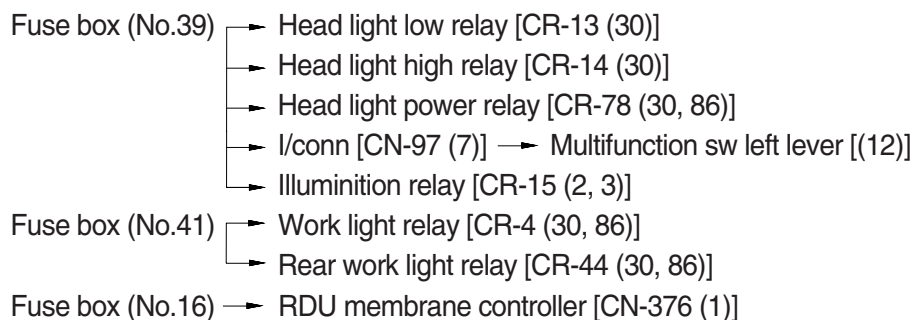 Fuse box (No.39) Head light low relay [CR-13 (30)]
Head light high relay [CR-14 (30)]
Head light power relay [CR-78 (30, 86)]
I/conn [CN-97 (7)] Multifunction sw left lever [(12)]
Illuminition relay [CR-15 (2, 3)]
Fuse box (No.41) Work light relay [CR-4 (30, 86)]
Rear work light relay [CR-44 (30, 86)]
Fuse box (No.16) RDU membrane controller [CN-376 (1)]